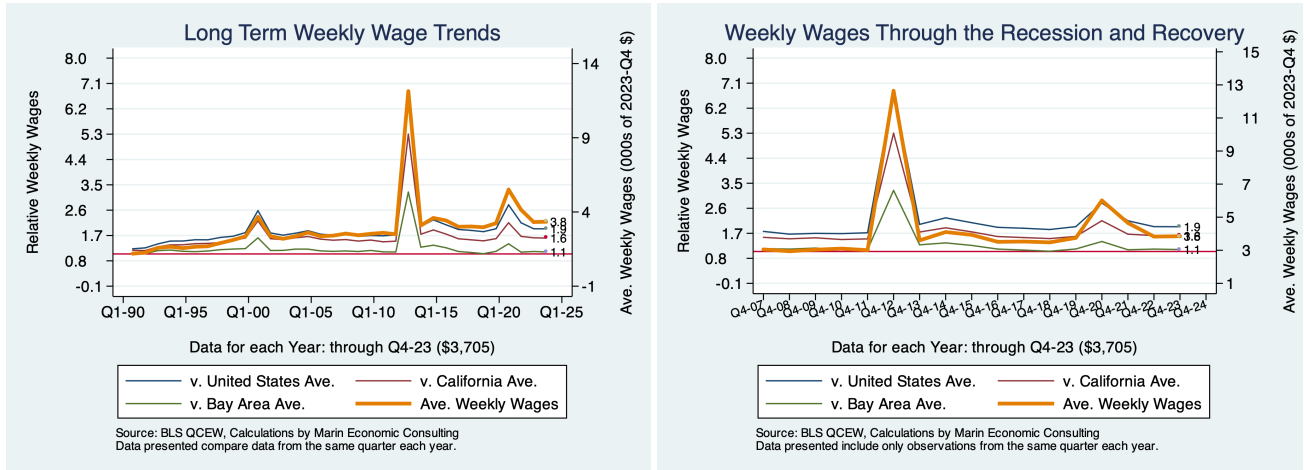 Long Term Weekly Wage Trends
Relative Weekly Wages
8.0
7.1
6.2
5.3
4.4
3.5
2.6
1.7
0.8
-0.1
14
9
4
-1
Ave. Weekly Wages (000s of 2023-Q4 $)
3.8
1.6
1.1
Q1-90 Q1-95 Q1-00 Q1-05 Q1-10 Q1-15 Q1-20 Q1-25
Data for each Year: through Q4-23 ($3,705)
v. United States Ave. v. California Ave.
v. Bay Area Ave. Ave. Weekly Wages
Source: BLS QCEW, Calculations by Marin Economic Consulting
Data presented compare data from the same quarter each year.
Weekly Wages Through the Recession and Recovery
Relative Weekly Wages
8.0
7.1
6.2
5.3
4.4
3.5
2.6
1.7
0.8
-0.1
15
13
11
9
7
5
3
1
Ave. Weekly Wages (000s of 2023-Q4 $)
1.9
1.1
Q4-07 Q4-08 Q4-09 Q4-10 Q4-11 Q4-12 Q4-13 Q4-14 Q4-15 Q4-16 Q4-17 Q4-18 Q4-19 Q4-20 Q4-21 Q4-22 Q4-23 Q4-24
Data for each Year: through Q4-23 ($3,705)
v. United States Ave. v. California Ave.
v. Bay Area Ave. Ave. Weekly Wages
Source: BLS QCEW, Calculations by Marin Economic Consulting
Data presented include only observations from the same quarter each year.